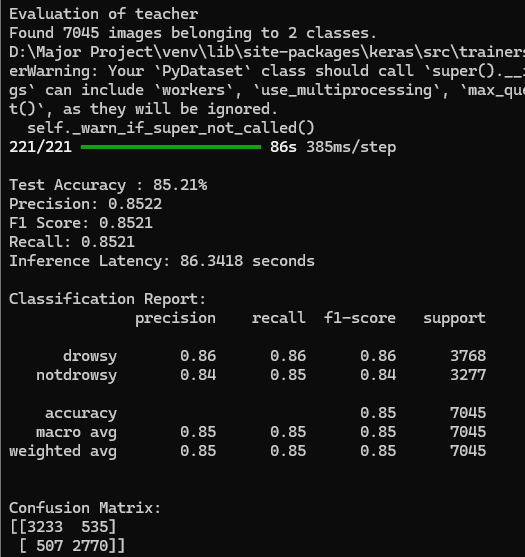 Evaluation of teacher
Found 7045 images belonging to 2 classes.
D:\Major Project\venv\lib\site-packages\keras\src\trainers
erWarning: Your `PyDataset` class should call `super().__i
gs` can include `workers`, `use_multiprocessing`, `max_que
t()`, as they will be ignored.
  self._warn_if_super_not_called()
221/221 86s 385ms/step
Test Accuracy : 85.21%
Precision: 0.8522
F1 Score: 0.8521
Recall: 0.8521
Inference Latency: 86.3418 seconds
Classification Report:
              precision    recall  f1-score   support
      drowsy       0.86      0.86      0.86      3768
   notdrowsy       0.84      0.85      0.84      3277
    accuracy                           0.85      7045
   macro avg       0.85      0.85      0.85      7045
weighted avg       0.85      0.85      0.85      7045
Confusion Matrix:
[[3233  535]
 [ 507 2770]]